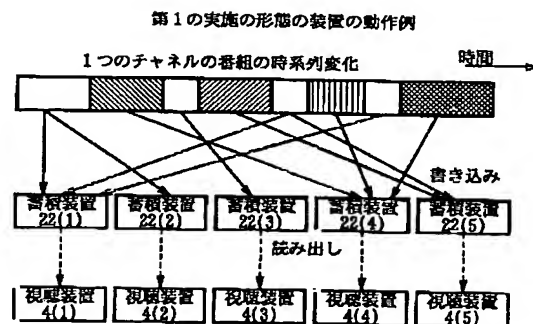 第1の実施の形態の装置の動作例
1つのチャネルの番組の時系列変化
時間
書き込み
蓄積装置 蓄積装置 蓄積装置 蓄積装置 蓄積装置
22(1) 22(2) 22(3) 22(4) 22(5)
読み出し
視聴装置 視聴装置 視聴装置 視聴装置 視聴装置
4(1) 4(2) 4(3) 4(4) 4(5)